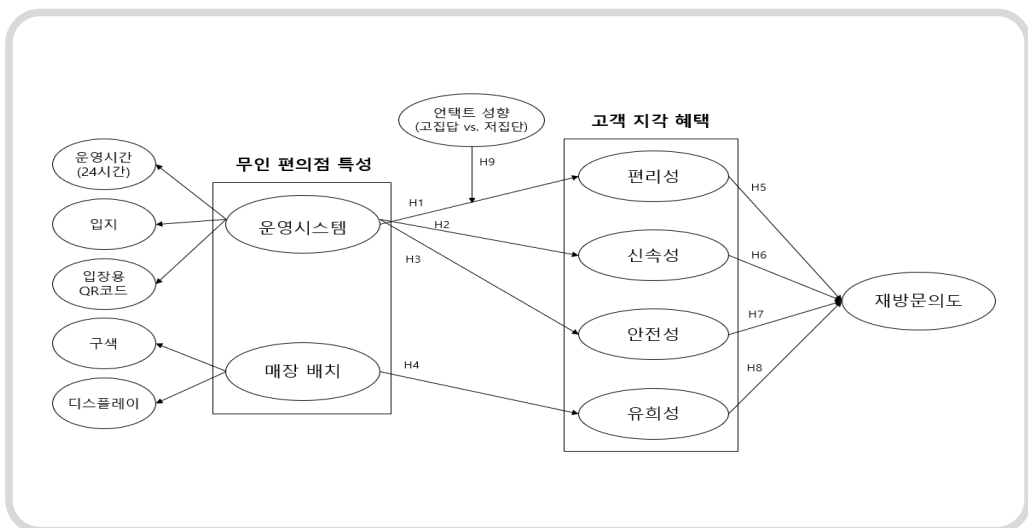 언택트 성향
(고집답 vs. 저집단)
고객 지각 혜택
무인 편의점 특성
운영시간
(24시간)
입지
입장용
QR코드
구색
디스플레이
운영시스템
매장 배치
H9
H1
H2
H3
H4
편리성
신속성
안전성
유희성
H5
H6
H7
H8
재방문의도